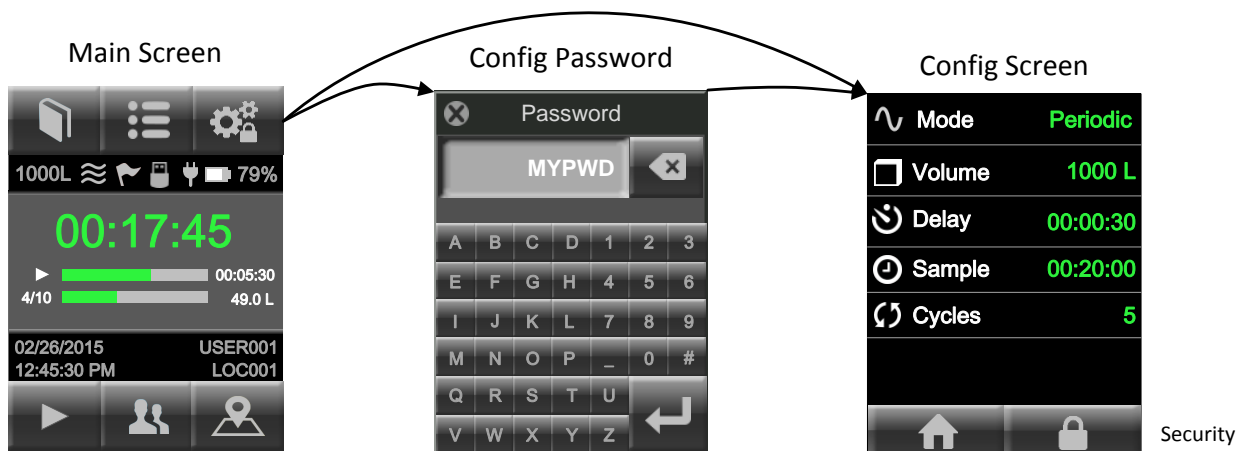 Main Screen
Config Password
Config Screen
1000L 79%
00:17:45
00:05:30
4/10 49.0 L
02/26/2015 USER001
12:45:30 PM LOC001
Password
MYPWD
A B C D 1 2 3
E F G H 4 5 6
I J K L 7 8 9
M N O P _ 0 #
Q R S T U
V W X Y Z
Mode Periodic
Volume 1000 L
Delay 00:00:30
Sample 00:20:00
Cycles 5
Security